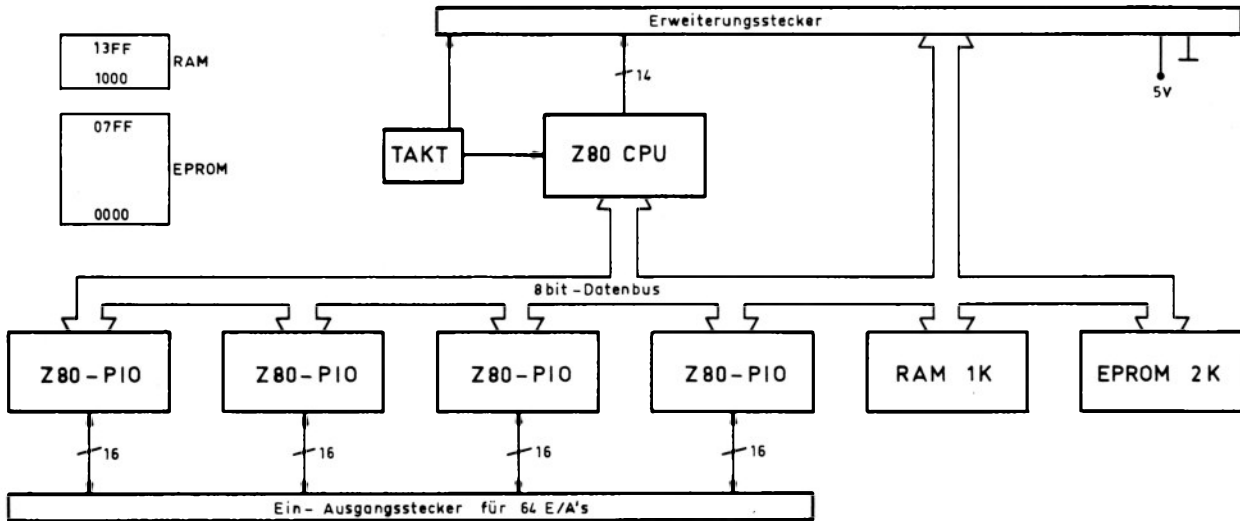 Erweiterungsstecker
13FF
RAM
1000
14
5V
07FF
EPROM
0000
TAKT
Z80 CPU
8bit-Datenbus
Z80-PIO
Z80-PIO
Z80-PIO
Z80-PIO
RAM 1K
EPROM 2K
16
16
16
16
Ein- Ausgangsstecker für 64 E/A's